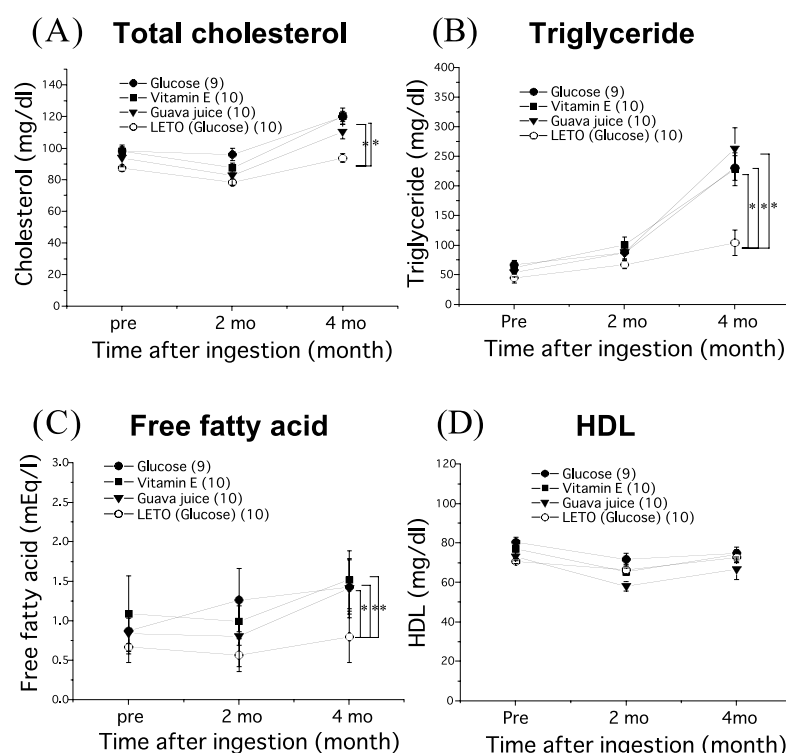 (A) Total cholesterol
Cholesterol (mg/dl)
140
120
100
80
60
40
20
0
Glucose (9)
Vitamin E (10)
Guava juice (10)
LETO (Glucose) (10)
* *
pre 2 mo 4 mo
Time after ingestion (month)
(B) Triglyceride
Triglyceride (mg/dl)
400
350
300
250
200
150
100
50
0
Glucose (9)
Vitamin E (10)
Guava juice (10)
LETO (Glucose) (10)
* * *
Pre 2 mo 4 mo
Time after ingestion (month)
(C) Free fatty acid
Free fatty acid (mEq/l)
3.0
2.5
2.0
1.5
1.0
0.5
0.0
Glucose (9)
Vitamin E (10)
Guava juice (10)
LETO (Glucose) (10)
* * *
pre 2 mo 4 mo
Time after ingestion (month)
(D) HDL
HDL (mg/dl)
120
100
80
60
40
20
0
Glucose (9)
Vitamin E (10)
Guava juice (10)
LETO (Glucose) (10)
Pre 2 mo 4 mo
Time after ingestion (month)